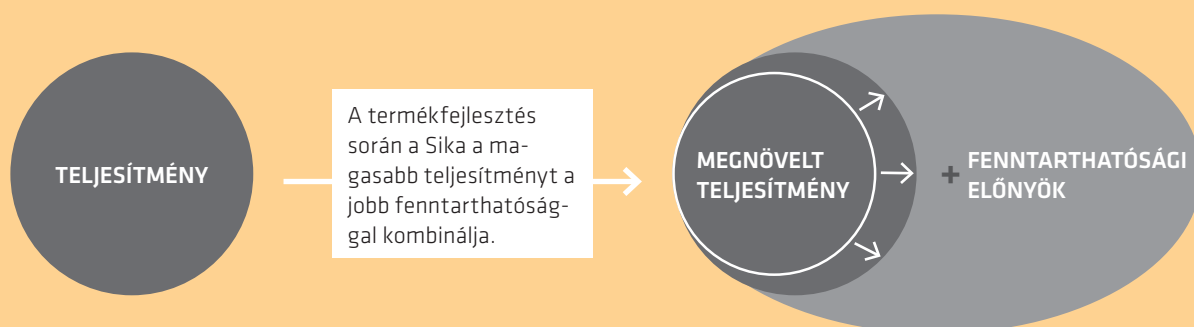 TELJESÍTMÉNY
A termékfejlesztés
során a Sika a ma-
gasabb teljesítményt a
jobb fenntarthatóság-
gal kombinálja.
MEGNÖVELT
TELJESÍTMÉNY
+ FENNTARTHATÓSÁGI
ELŐNYÖK